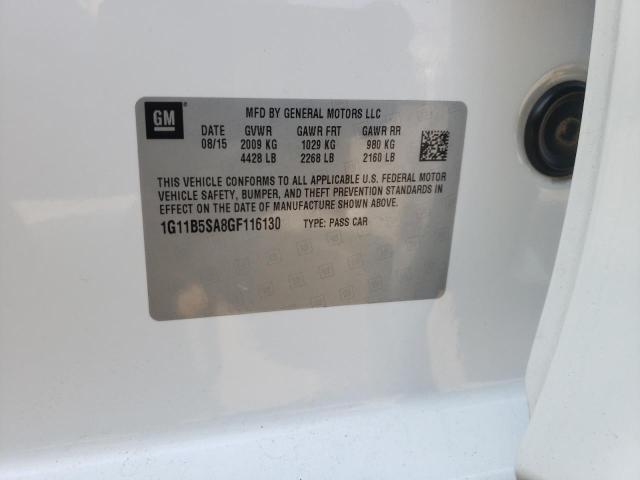 GM
MFD BY GENERAL MOTORS LLC
DATE GVWR GAWR FRT GAWR RR
08/15 2009 KG 1029 KG 980 KG
4428 LB 2268 LB 2160 LB
THIS VEHICLE CONFORMS TO ALL APPLICABLE U.S. FEDERAL MOTOR
VEHICLE SAFETY, BUMPER, AND THEFT PREVENTION STANDARDS IN
EFFECT ON THE DATE OF MANUFACTURE SHOWN ABOVE.
1G11B5SA8GF116130 TYPE: PASS CAR